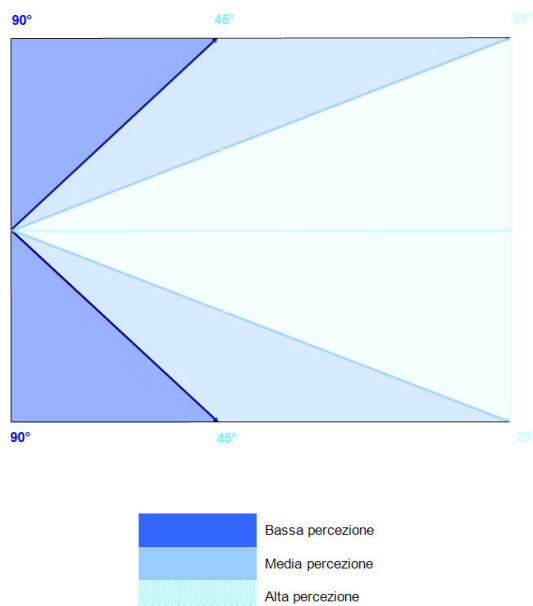 90° 45° 20°
90° 45° 20°
Bassa percezione
Media percezione
Alta percezione